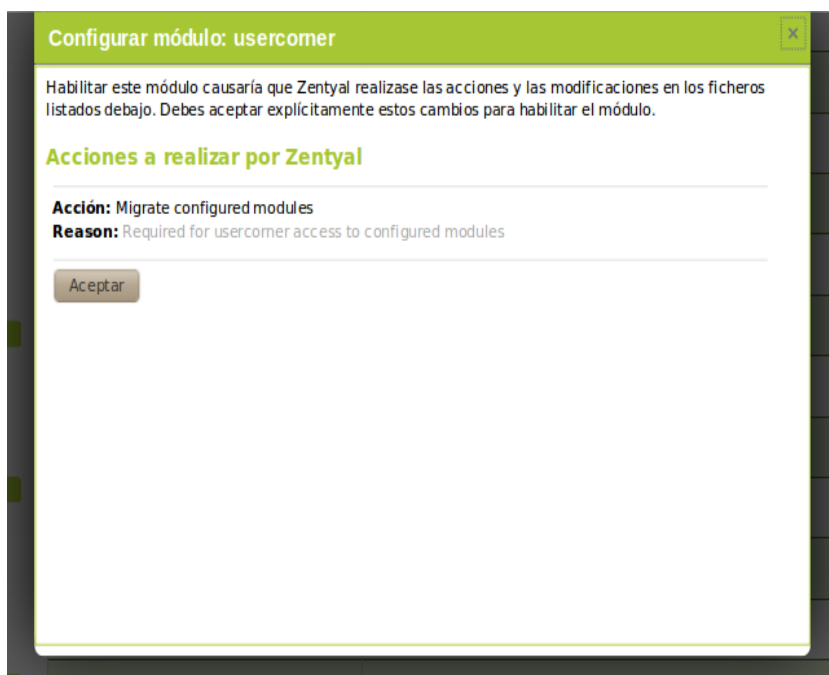 Configurar módulo: usercorner
x
Habilitar este módulo causaría que Zentyal realizase las acciones y las modificaciones en los ficheros
listados debajo. Debes aceptar explícitamente estos cambios para habilitar el módulo.
Acciones a realizar por Zentyal
Acción: Migrate configured modules
Reason: Required for usercorner access to configured modules
Aceptar